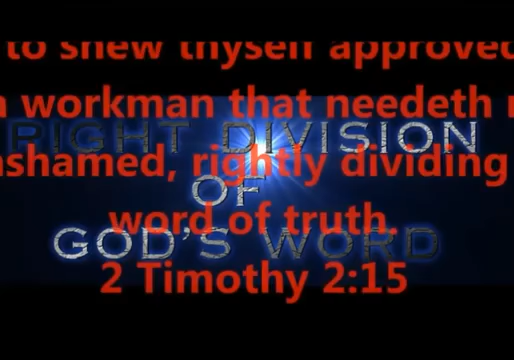 to shew thyself approved
workman that needeth
RIGHT DIVISION
ashamed, rightly dividing
OF
word of truth.
GOD'S WORD
2 Timothy 2:15